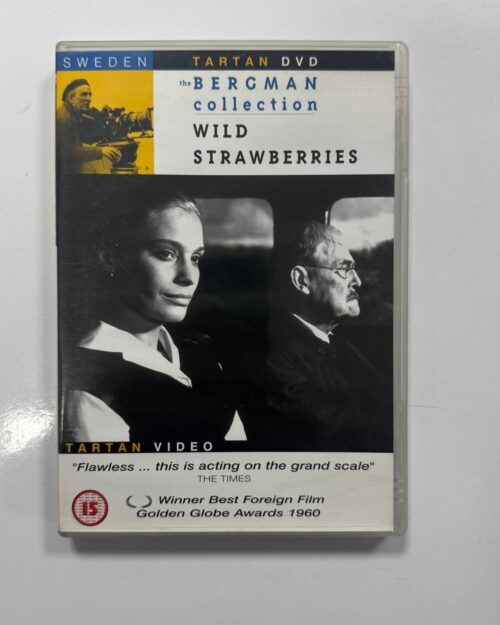 SWEDEN
TARTAN DVD
the BERGMAN
collection
WILD
STRAWBERRIES
TARTAN VIDEO
"Flawless ... this is acting on the grand scale"
THE TIMES
15
Winner Best Foreign Film
Golden Globe Awards 1960